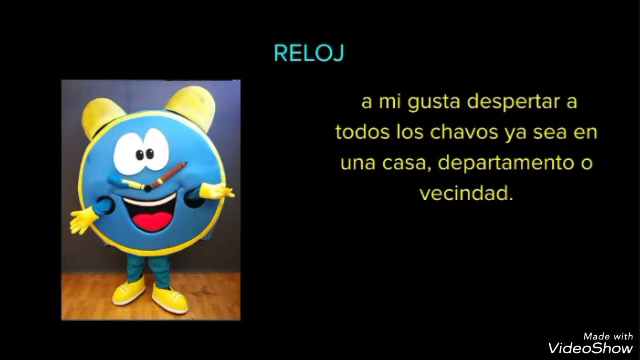 RELOJ
a mi gusta despertar a
todos los chavos ya sea en
una casa, departamento o
vecindad.
Made with
VideoShow